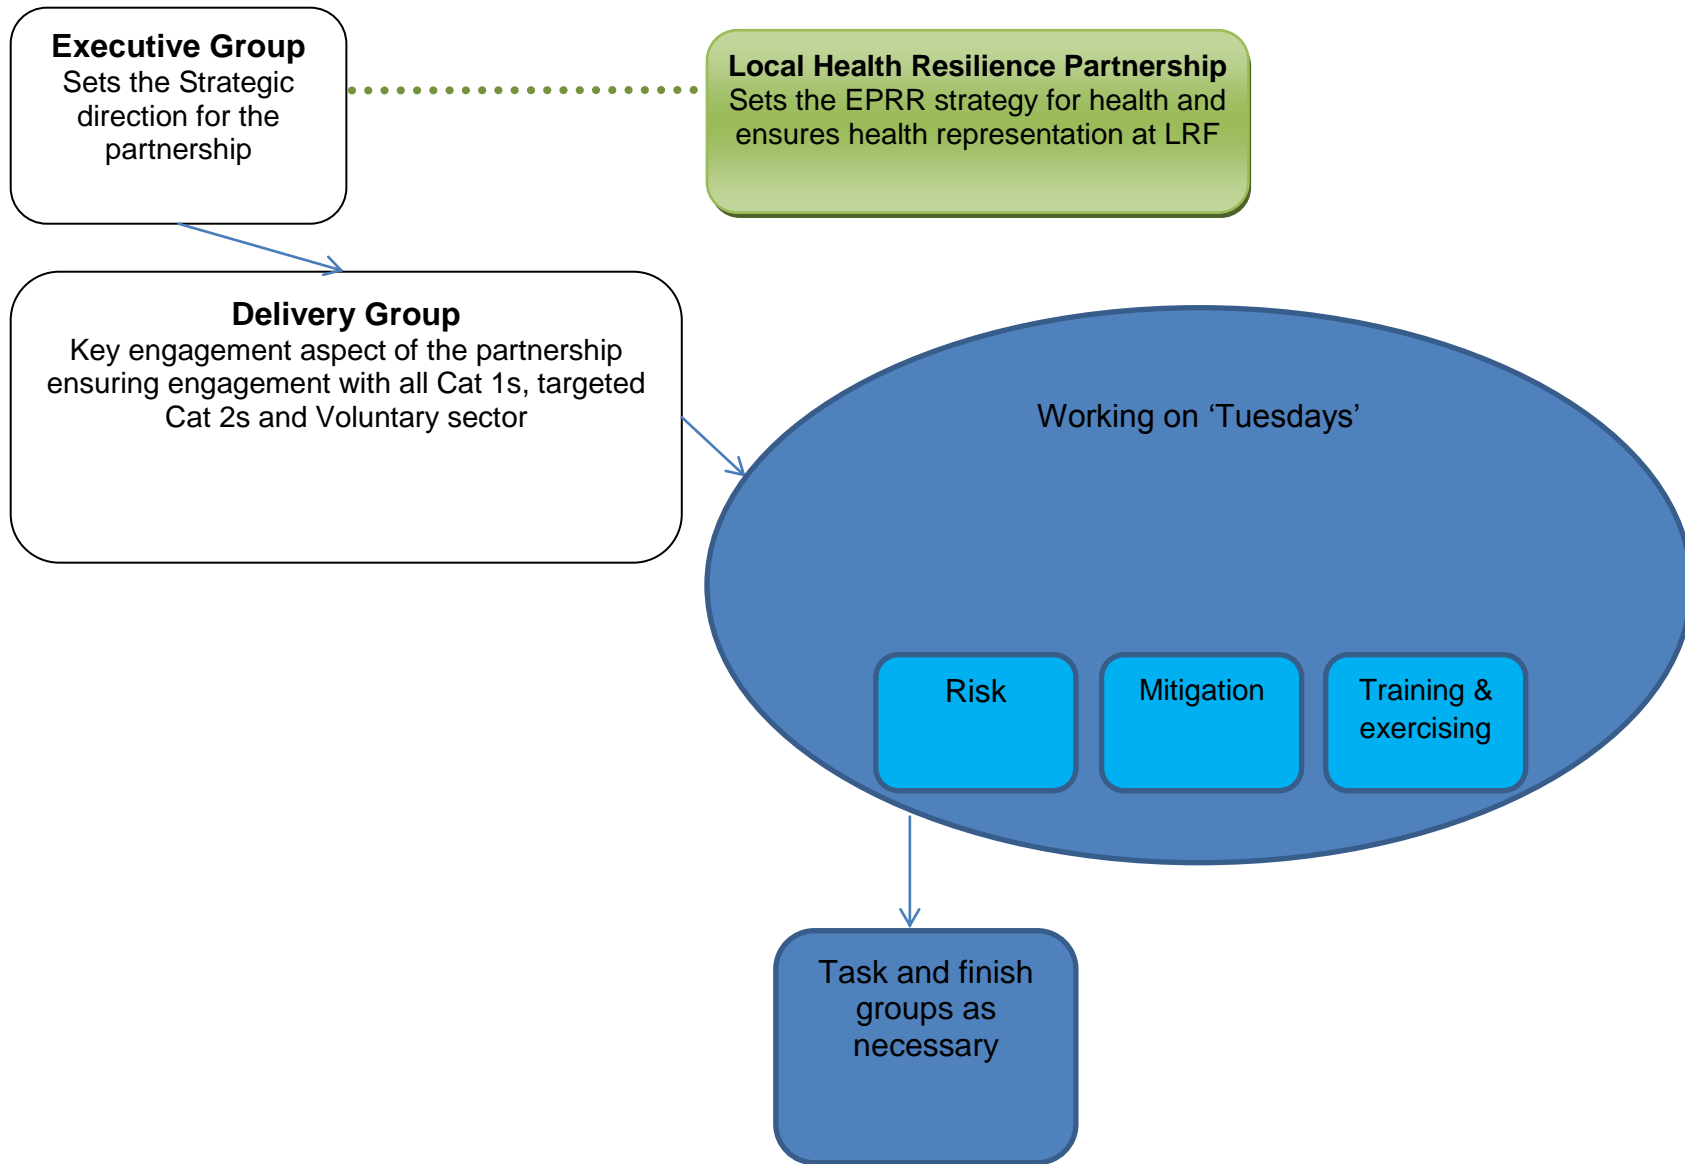 Executive Group
Sets the Strategic
direction for the
partnership
Local Health Resilience Partnership
Sets the EPRR strategy for health and
ensures health representation at LRF
Delivery Group
Key engagement aspect of the partnership
ensuring engagement with all Cat 1s, targeted
Cat 2s and Voluntary sector
Working on ‘Tuesdays’
Risk
Mitigation
Training &
exercising
Task and finish
groups as
necessary